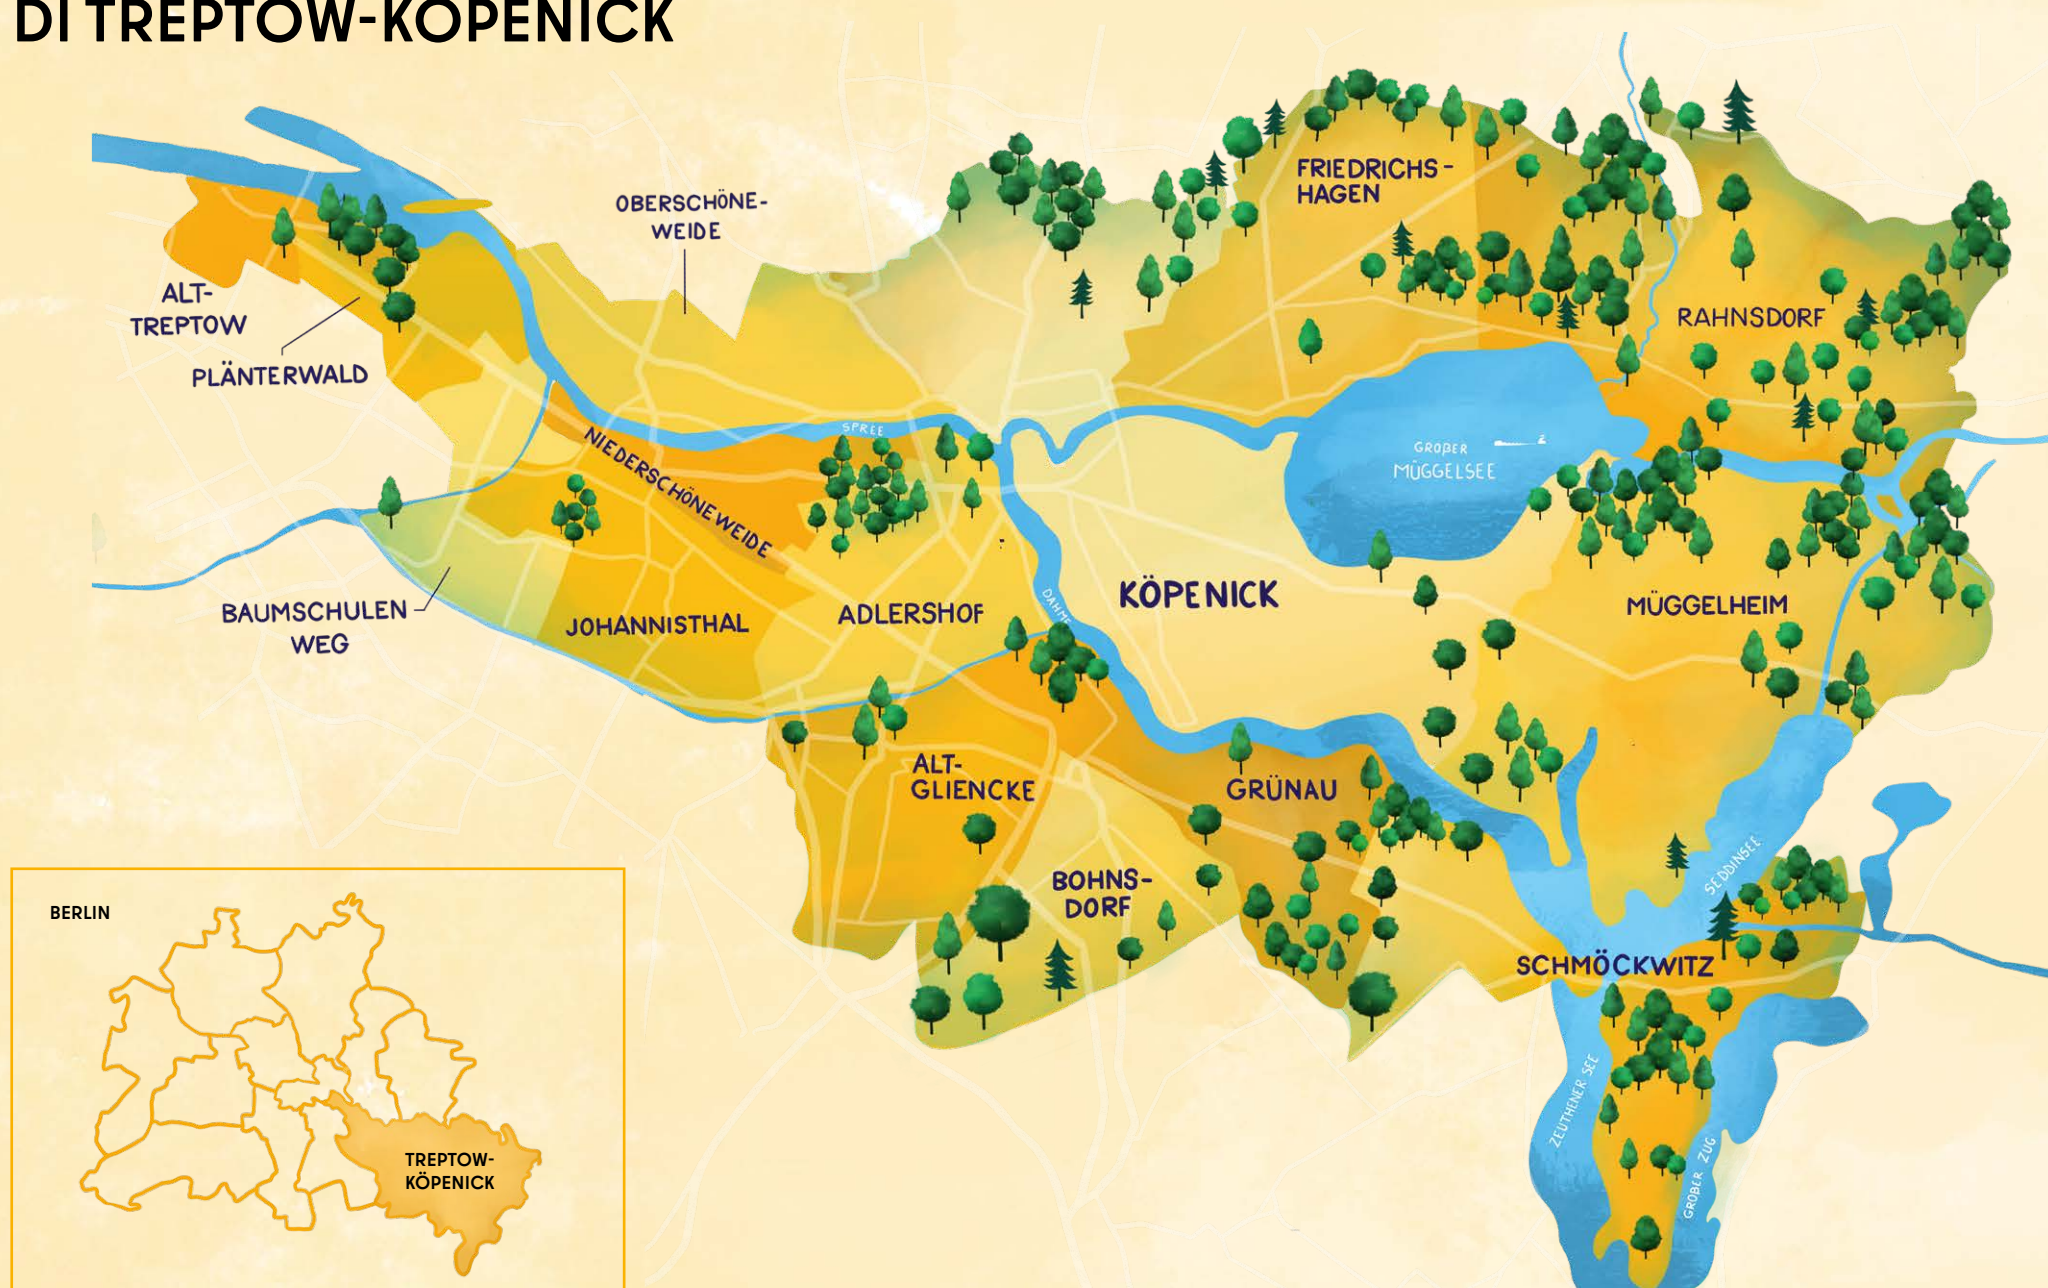 DI TREPTOW-KÖPENICK
OBERSCHÖNE-
WEIDE
FRIEDRICHS-
HAGEN
ALT-
TREPTOW
PLÄNTERWALD
RAHNSDORF
SPREE
NIEDERSCHÖNEWEIDE
GROßER
MÜGGELSEE
BAUMSCHULEN
WEG
JOHANNISTHAL
ADLERSHOF
DAHME
KÖPENICK
MÜGGELHEIM
ALT-
GLIENCKE
GRÜNAU
BOHNS-
DORF
SEDDINSEE
SCHMÖCKWITZ
ZEUTHENER SEE
GROßER ZUG
BERLIN
TREPTOW-
KÖPENICK